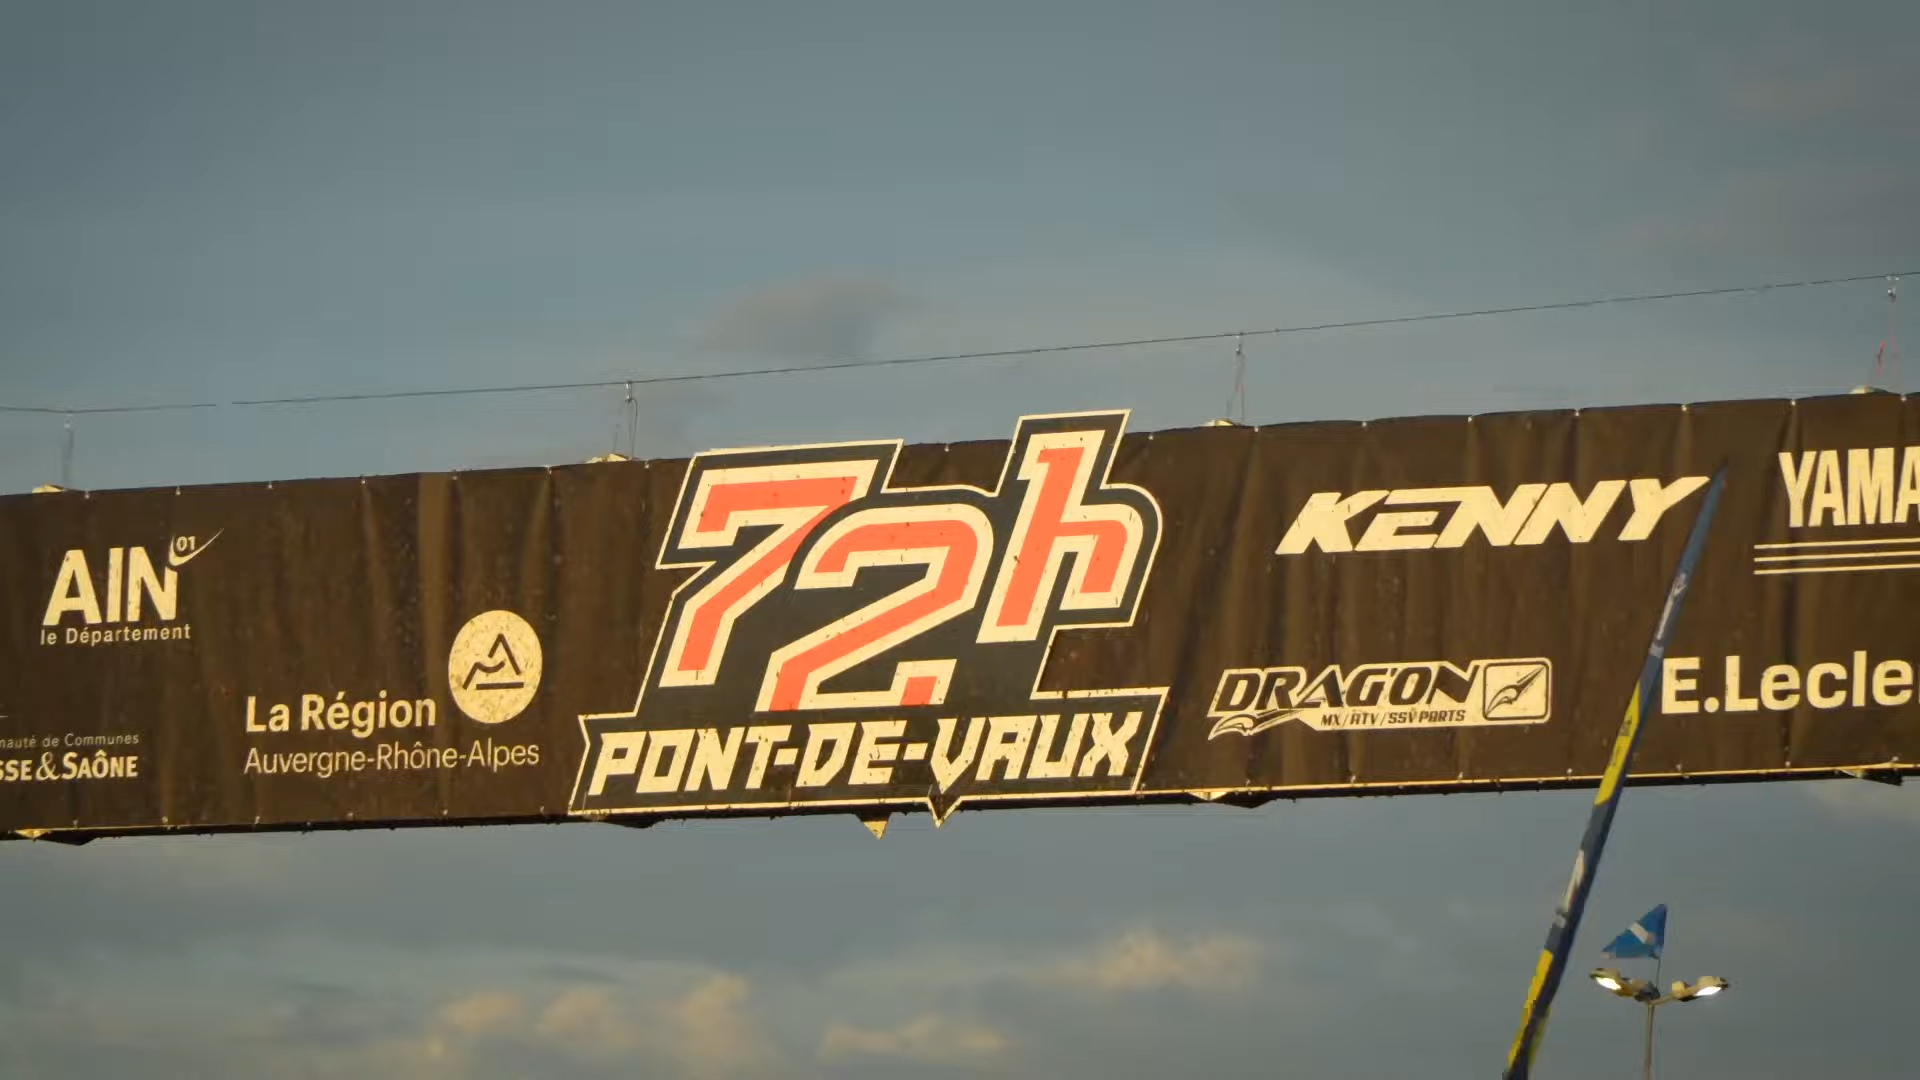 AIN 01
le Département
La Région
Auvergne-Rhône-Alpes
Communes
& SAÔNE
72h
PONT-DE-VAUX
KENNY
DRAGON
MX/ATV/SSV PARTS
YAMA
E.Lecle